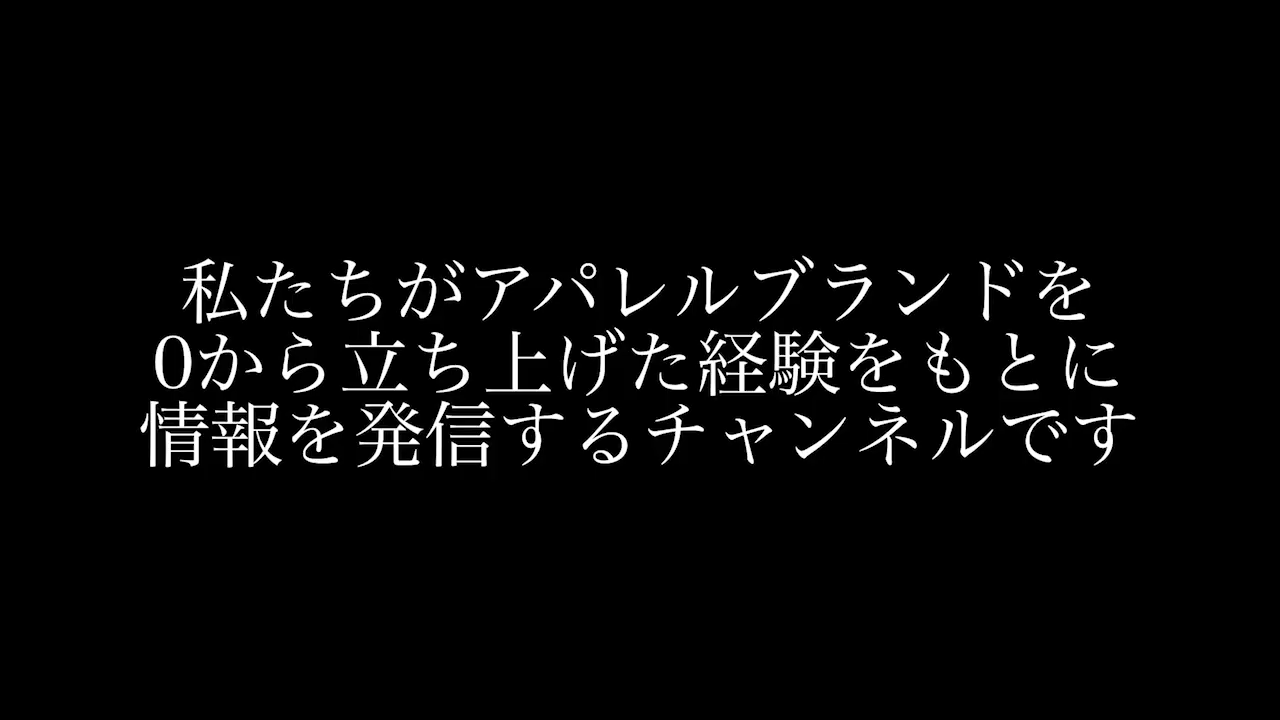 私たちがアパレルブランドを
0から立ち上げた経験をもとに
情報を発信するチャンネルです